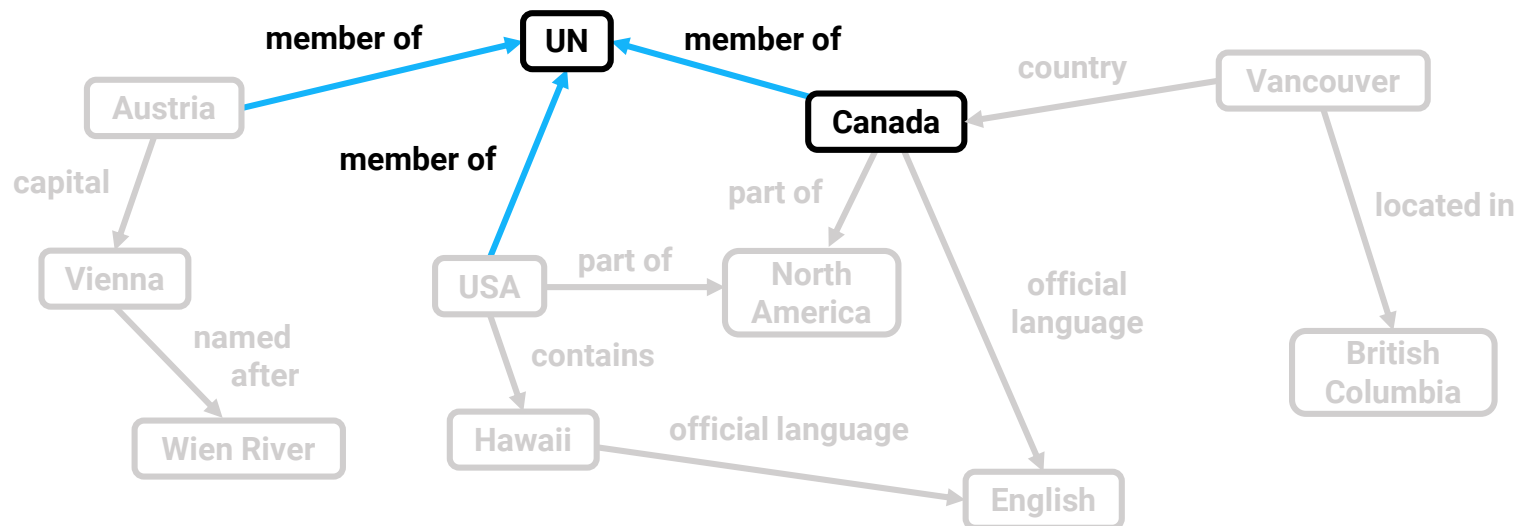 member of
UN
member of
country
Vancouver
Austria
Canada
member of
capital
part of
located in
Vienna
USA
part of
North
America
official
language
named
after
contains
British
Columbia
Wien River
Hawaii
official language
English